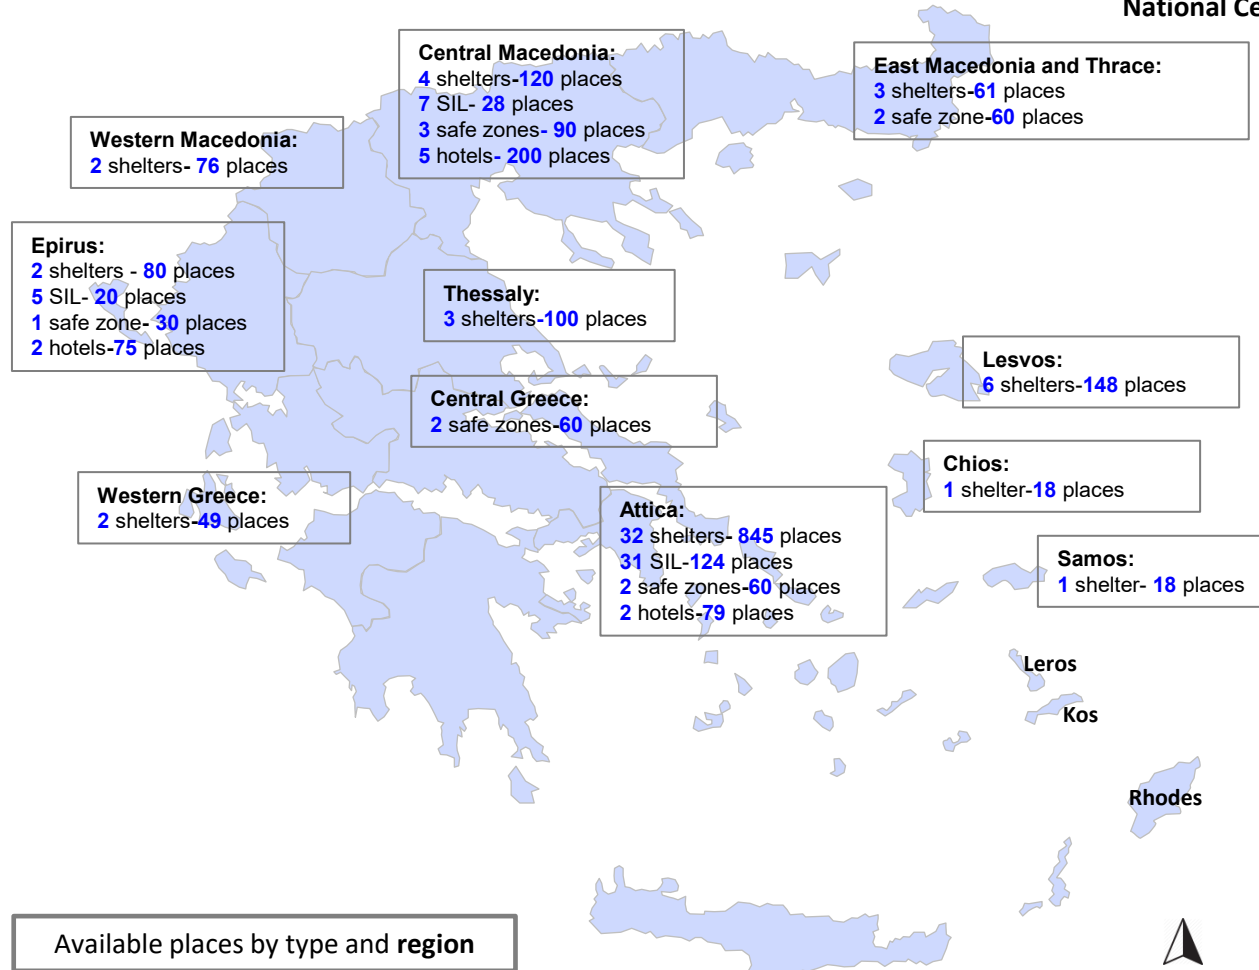 National Ce
Central Macedonia:
4 shelters-120 places
7 SIL- 28 places
3 safe zones- 90 places
5 hotels- 200 places
East Macedonia and Thrace:
3 shelters-61 places
2 safe zone-60 places
Western Macedonia:
2 shelters- 76 places
Epirus:
2 shelters - 80 places
5 SIL- 20 places
1 safe zone- 30 places
2 hotels-75 places
Thessaly:
3 shelters-100 places
Lesvos:
6 shelters-148 places
Central Greece:
2 safe zones-60 places
Chios:
1 shelter-18 places
Western Greece:
2 shelters-49 places
Attica:
32 shelters- 845 places
31 SIL-124 places
2 safe zones-60 places
2 hotels-79 places
Samos:
1 shelter- 18 places
Leros
Kos
Rhodes
Available places by type and region